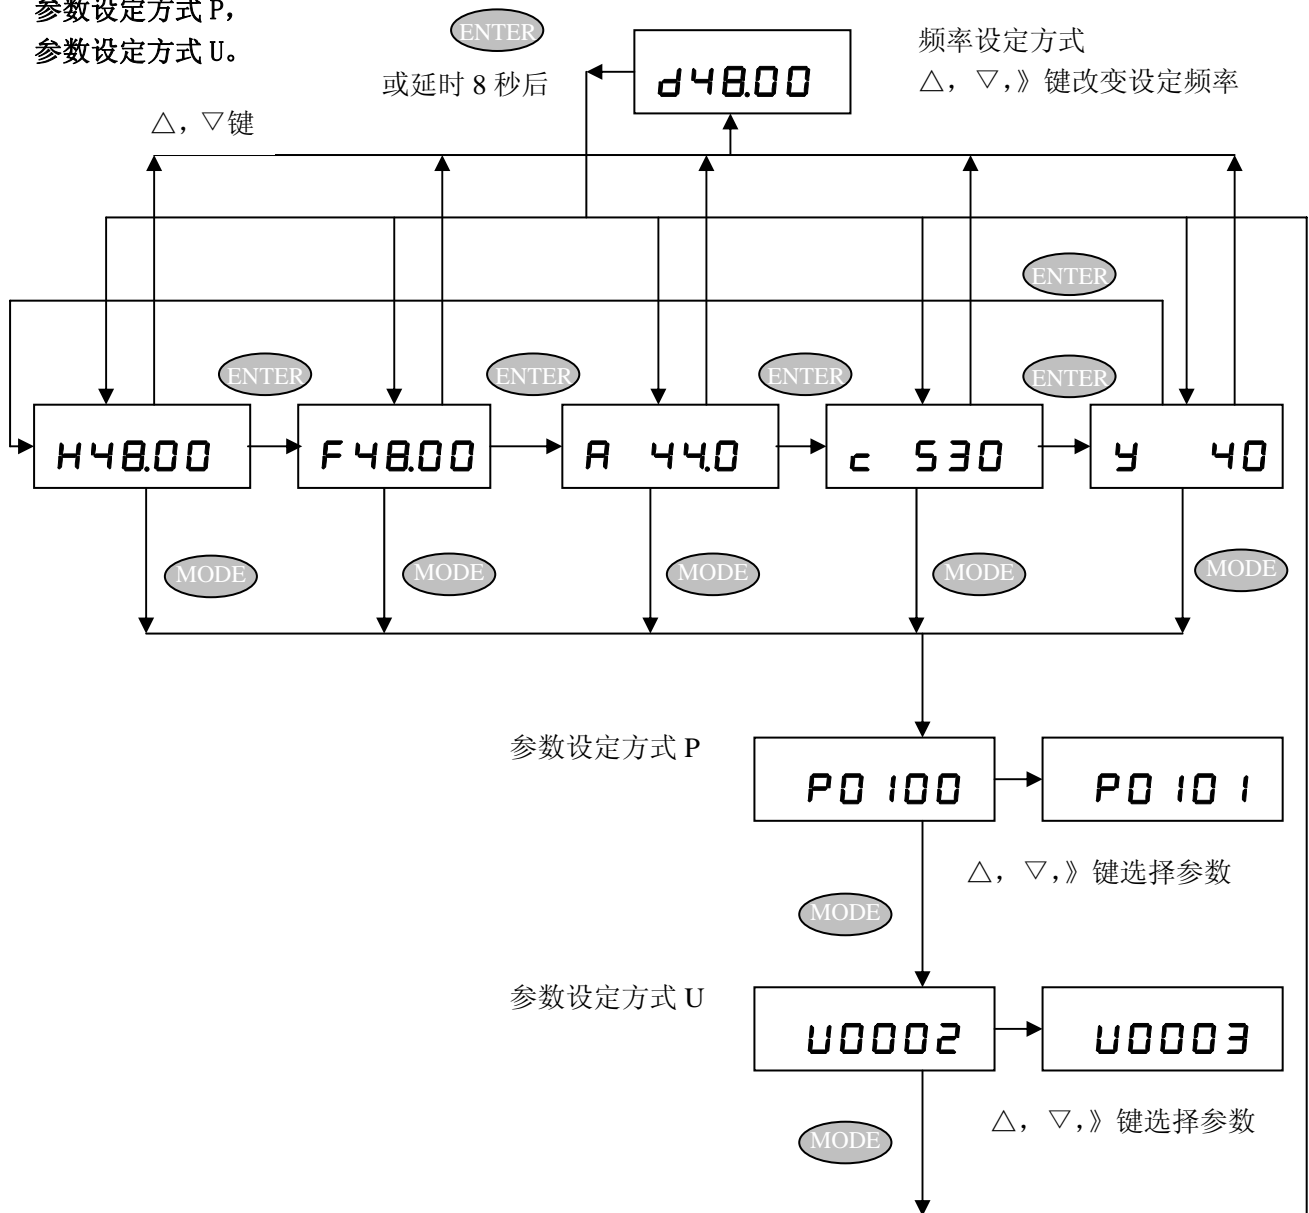 参数设定方式 P,
参数设定方式 U。
ENTER
或延时 8 秒后
d48.00
频率设定方式
△, ▽,》键改变设定频率
△, ▽键
ENTER
ENTER
ENTER
ENTER
ENTER
H48.00
F48.00
A 44.0
c 530
y 40
MODE
MODE
MODE
MODE
MODE
参数设定方式 P
P0100
P0101
△, ▽,》键选择参数
MODE
参数设定方式 U
U0002
U0003
△, ▽,》键选择参数
MODE